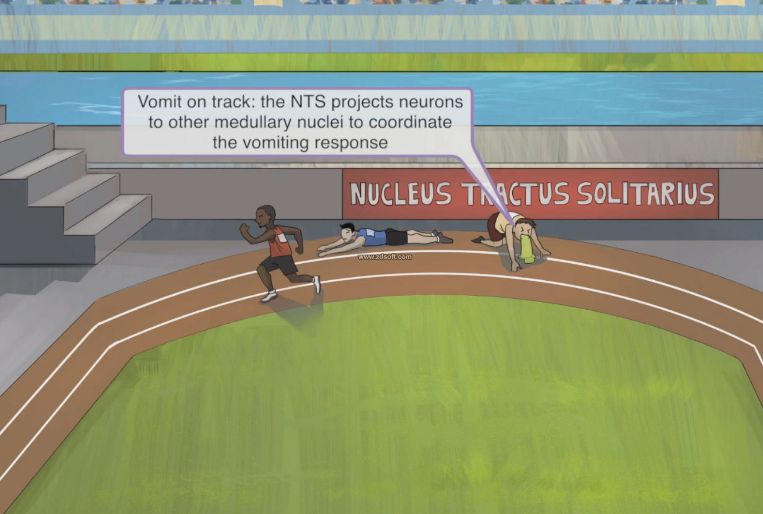 Vomit on track: the NTS projects neurons
to other medullary nuclei to coordinate
the vomiting response
NUCLEUS TRACTUS SOLITARIUS
www.zdsoft.com